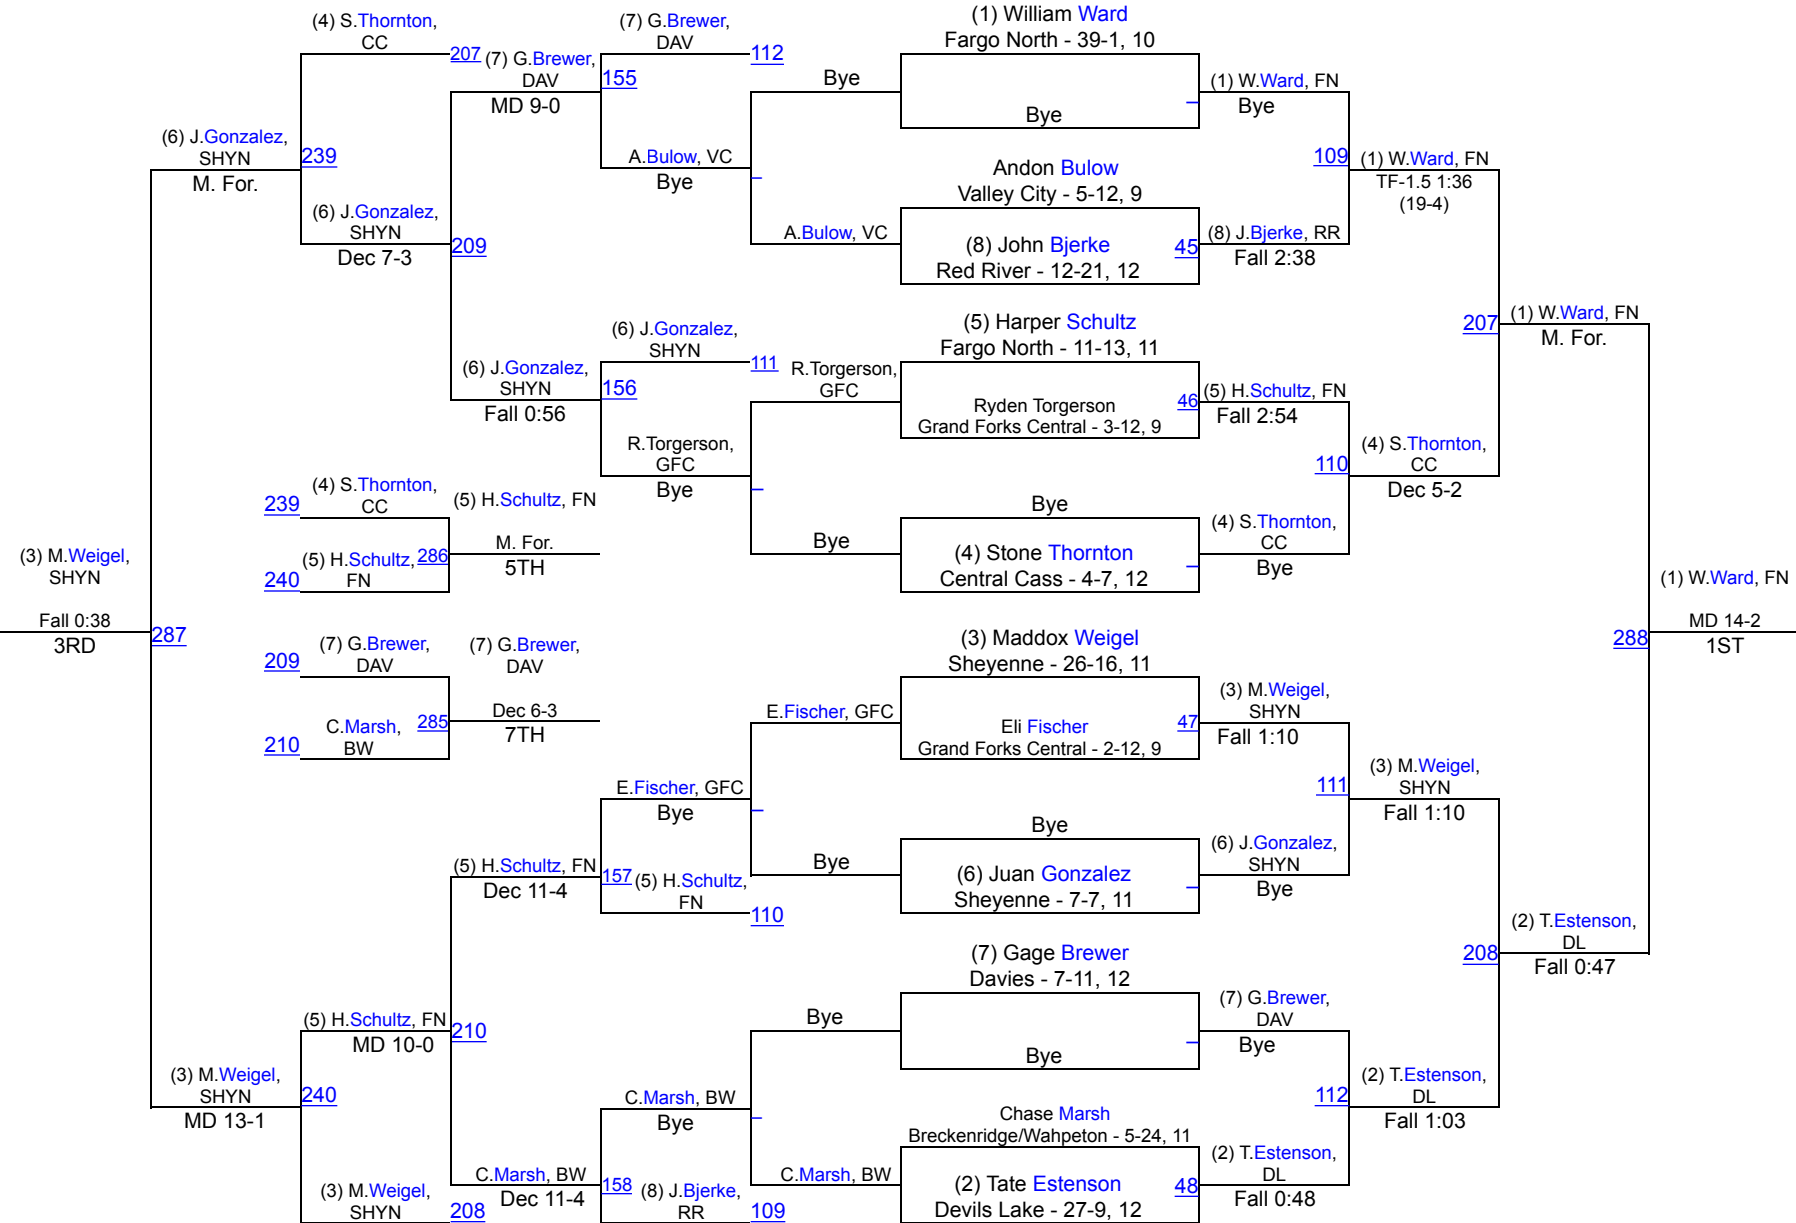 (4) S.Thornton,
CC
207
(7) G.Brewer,
DAV
MD 9-0
(7) G.Brewer,
DAV
112
155
A.Bulow, VC
Bye
(6) J.Gonzalez,
SHYN
M. For.
239
(6) J.Gonzalez,
SHYN
Dec 7-3
209
(6) J.Gonzalez,
SHYN
Fall 0:56
(6) J.Gonzalez,
SHYN
111
156
R.Torgerson,
GFC
Bye
239
(4) S.Thornton,
CC
240
(5) H.Schultz,
FN
286
(5) H.Schultz, FN
M. For.
5TH
(3) M.Weigel,
SHYN
Fall 0:38
3RD
287
209
(7) G.Brewer,
DAV
210
C.Marsh,
BW
285
(7) G.Brewer,
DAV
Dec 6-3
7TH
E.Fischer, GFC
Bye
(5) H.Schultz, FN
Dec 11-4
157
(5) H.Schultz,
FN
110
(5) H.Schultz, FN
MD 10-0
210
(3) M.Weigel,
SHYN
MD 13-1
240
(3) M.Weigel,
SHYN
208
C.Marsh, BW
Dec 11-4
C.Marsh, BW
Bye
158
(8) J.Bjerke,
RR
109
Bye
A.Bulow, VC
R.Torgerson,
GFC
Bye
E.Fischer, GFC
Bye
Bye
C.Marsh, BW
(1) William Ward
Fargo North - 39-1, 10
Bye
Andon Bulow
Valley City - 5-12, 9
(8) John Bjerke
Red River - 12-21, 12
45
(5) Harper Schultz
Fargo North - 11-13, 11
Ryden Torgerson
Grand Forks Central - 3-12, 9
46
Bye
(4) Stone Thornton
Central Cass - 4-7, 12
(3) Maddox Weigel
Sheyenne - 26-16, 11
Eli Fischer
Grand Forks Central - 2-12, 9
47
Bye
(6) Juan Gonzalez
Sheyenne - 7-7, 11
(7) Gage Brewer
Davies - 7-11, 12
Bye
Chase Marsh
Breckenridge/Wahpeton - 5-24, 11
(2) Tate Estenson
Devils Lake - 27-9, 12
48
(1) W.Ward, FN
Bye
109
(8) J.Bjerke, RR
Fall 2:38
(5) H.Schultz, FN
Fall 2:54
110
(4) S.Thornton,
CC
Bye
(3) M.Weigel,
SHYN
Fall 1:10
111
(6) J.Gonzalez,
SHYN
Bye
(7) G.Brewer,
DAV
Bye
112
(2) T.Estenson,
DL
Fall 0:48
(1) W.Ward, FN
TF-1.5 1:36
(19-4)
207
(4) S.Thornton,
CC
Dec 5-2
(3) M.Weigel,
SHYN
Fall 1:10
208
(2) T.Estenson,
DL
Fall 1:03
(1) W.Ward, FN
M. For.
288
(2) T.Estenson,
DL
Fall 0:47
(1) W.Ward, FN
MD 14-2
1ST